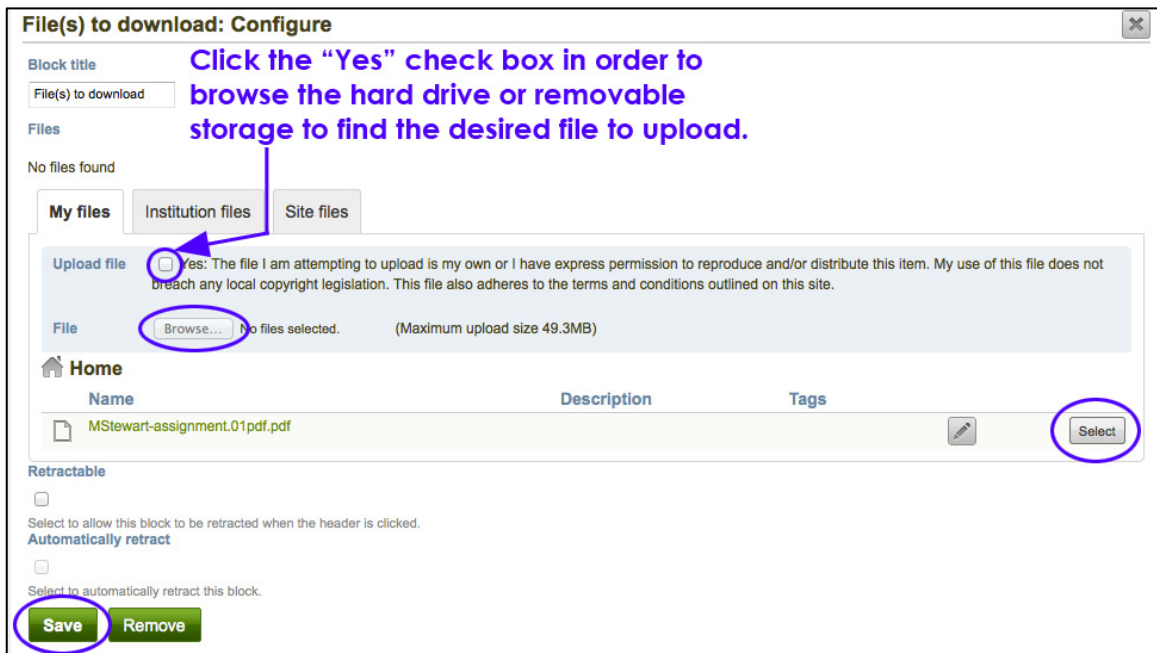 File(s) to download: Configure
Block title
Click the “Yes” check box in order to
File(s) to download
browse the hard drive or removable
Files
storage to find the desired file to upload.
No files found
My files Institution files Site files
Upload file Yes: The file I am attempting to upload is my own or I have express permission to reproduce and/or distribute this item. My use of this file does not
breach any local copyright legislation. This file also adheres to the terms and conditions outlined on this site.
File Browse... No files selected. (Maximum upload size 49.3MB)
Home
Name Description Tags
MStewart-assignment.01pdf.pdf Select
Retractable
Select to allow this block to be retracted when the header is clicked.
Automatically retract
Select to automatically retract this block.
Save Remove